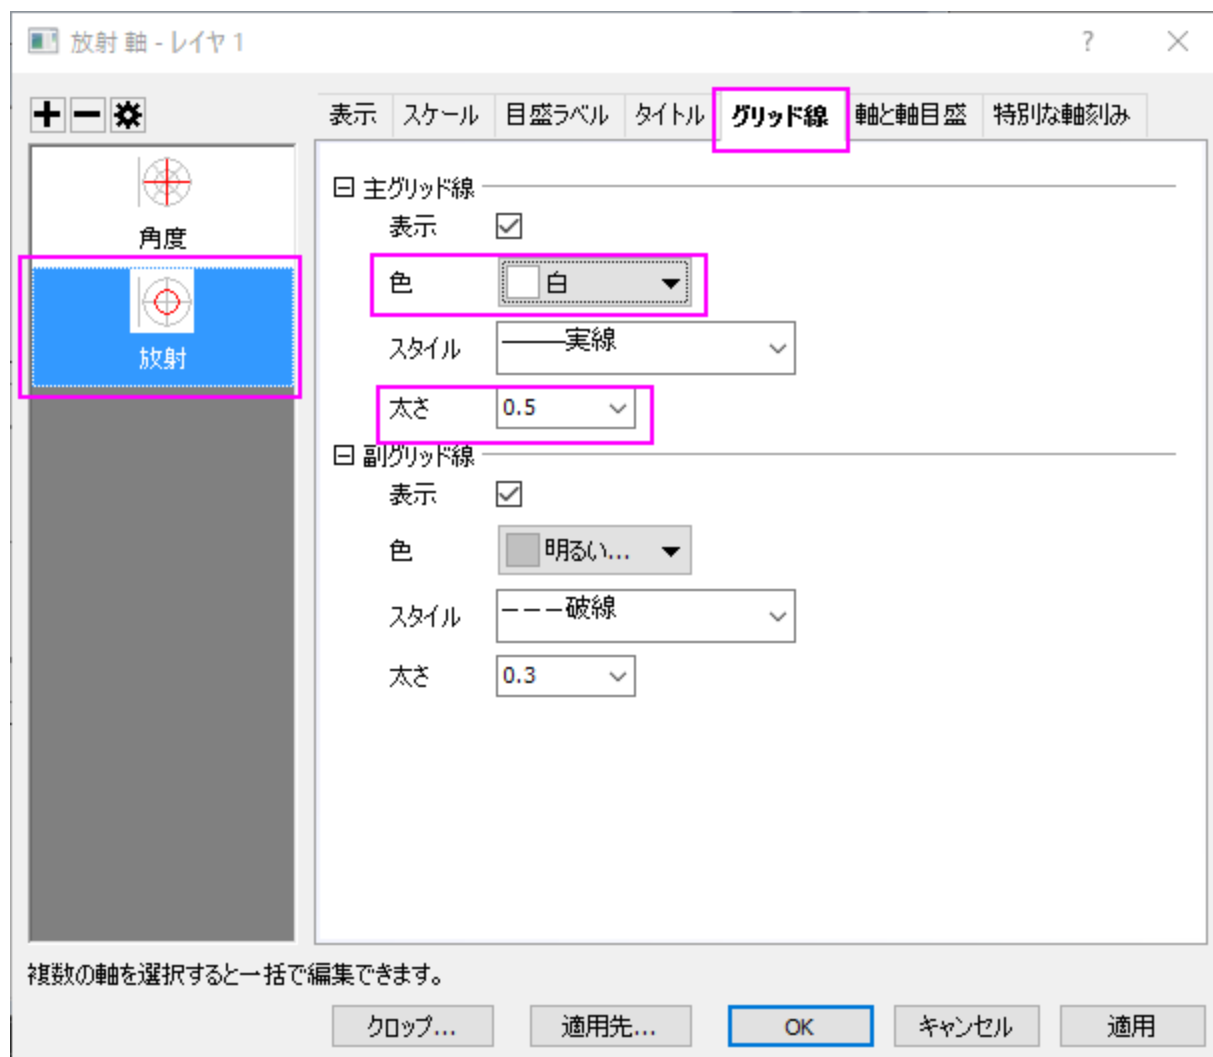 放射 軸 - レイヤ 1
?
表示 スケール 目盛ラベル タイトル グリッド線 軸と軸目盛 特別な軸刻み
角度
放射
主グリッド線
表示
色 白
スタイル 実線
太さ 0.5
副グリッド線
表示
色 明るい...
スタイル 破線
太さ 0.3
複数の軸を選択すると一括で編集できます。
クロップ... 適用先... OK キャンセル 適用